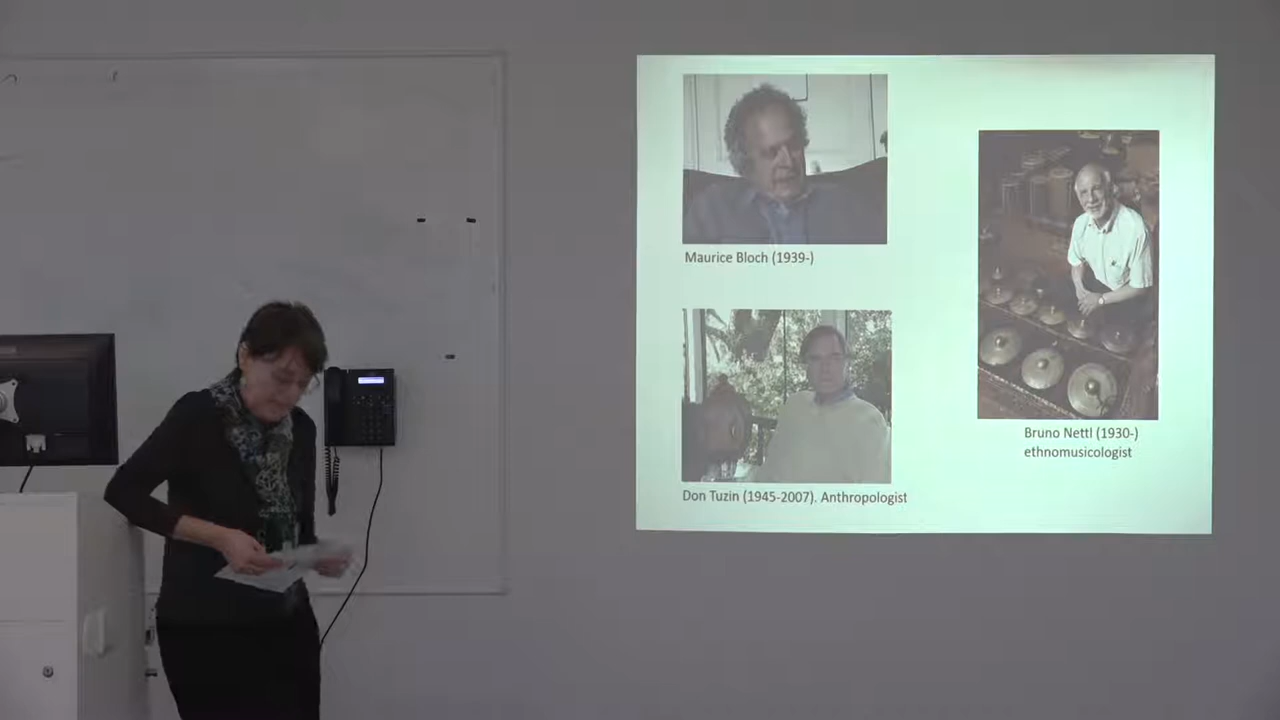 Maurice Bloch (1939-)
Don Tuzin (1945-2007). Anthropologist
Bruno Nettl (1930-)
ethnomusicologist